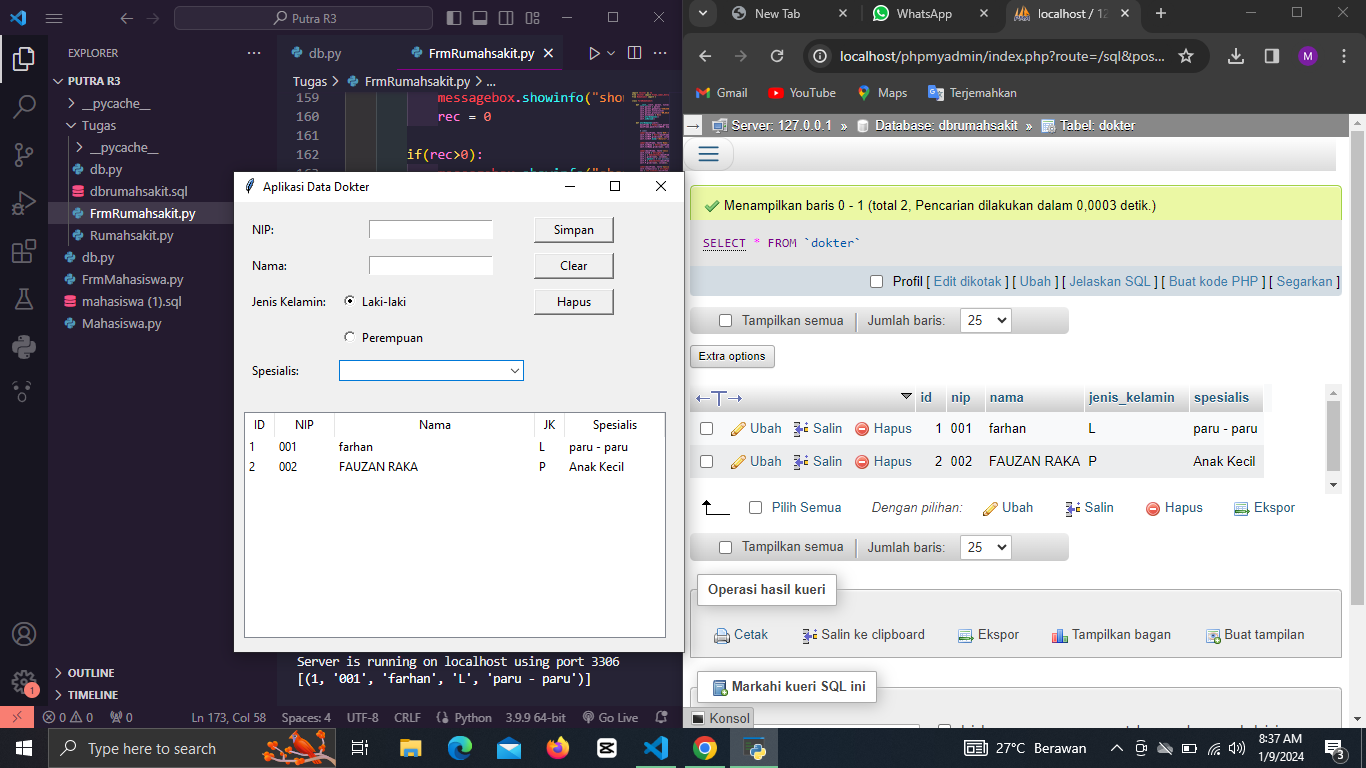 Putra R3
New Tab
WhatsApp
localhost / 12
localhost/phpmyadmin/index.php?route=/sql&pos...
M
Gmail
YouTube
Maps
Terjemahkan
EXPLORER
PUTRA R3
__pycache__
Tugas
__pycache__
db.py
dbrumahsakit.sql
FrmRumahsakit.py
Rumahsakit.py
db.py
FrmMahasiswa.py
mahasiswa (1).sql
Mahasiswa.py
OUTLINE
TIMELINE
db.py
FrmRumahsakit.py
Tugas > FrmRumahsakit.py > ...
159 messagebox.showinfo("show
160 rec = 0
161
162 if(rec>0):
Aplikasi Data Dokter
NIP:
Simpan
Nama:
Clear
Jenis Kelamin:
Laki-laki
Hapus
Perempuan
Spesialis:
ID NIP Nama JK Spesialis
1 001 farhan L paru - paru
2 002 FAUZAN RAKA P Anak Kecil
Server is running on localhost using port 3306
[(1, '001', 'farhan', 'L', 'paru - paru')]
1
0 0 0
Ln 173, Col 58
Spaces: 4
UTF-8
CRLF
Python
3.9.9 64-bit
Go Live
Server: 127.0.0.1 » Database: dbrumahsakit » Tabel: dokter
Menampilkan baris 0 - 1 (total 2, Pencarian dilakukan dalam 0,0003 detik.)
SELECT * FROM `dokter`
Profil [ Edit dikotak ] [ Ubah ] [ Jelaskan SQL ] [ Buat kode PHP ] [ Segarkan ]
Tampilkan semua
Jumlah baris:
25
Extra options
id nip nama jenis_kelamin spesialis
Ubah Salin Hapus 1 001 farhan L paru - paru
Ubah Salin Hapus 2 002 FAUZAN RAKA P Anak Kecil
Pilih Semua
Dengan pilihan:
Ubah
Salin
Hapus
Ekspor
Tampilkan semua
Jumlah baris:
25
Operasi hasil kueri
Cetak
Salin ke clipboard
Ekspor
Tampilkan bagan
Buat tampilan
Markahi kueri SQL ini
Konsol
Type here to search
27°C Berawan
8:37 AM
1/9/2024
3